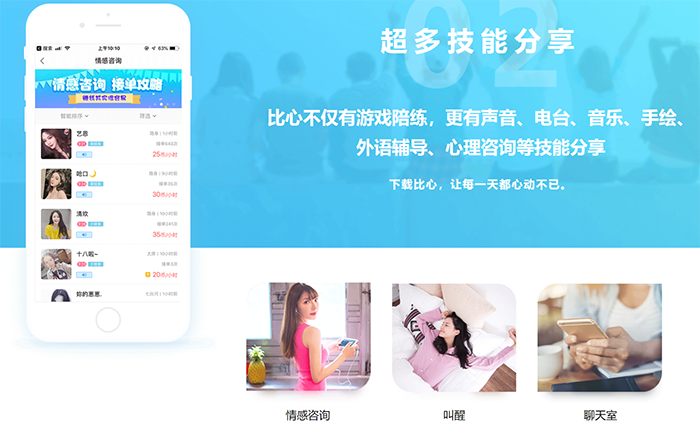 搜索
上午10:10
63%
情感咨询
情感咨询 接单攻略
智能排序
筛选
艺恩
25币/小时
哈口🌙
30币/小时
清欢
35币/小时
十八啦~
20币/小时
妳的惠惠.
02
超多技能分享
比心不仅有游戏陪练，更有声音、电台、音乐、手绘、
外语辅导、心理咨询等技能分享
下载比心，让每一天都心动不已。
情感咨询
叫醒
聊天室